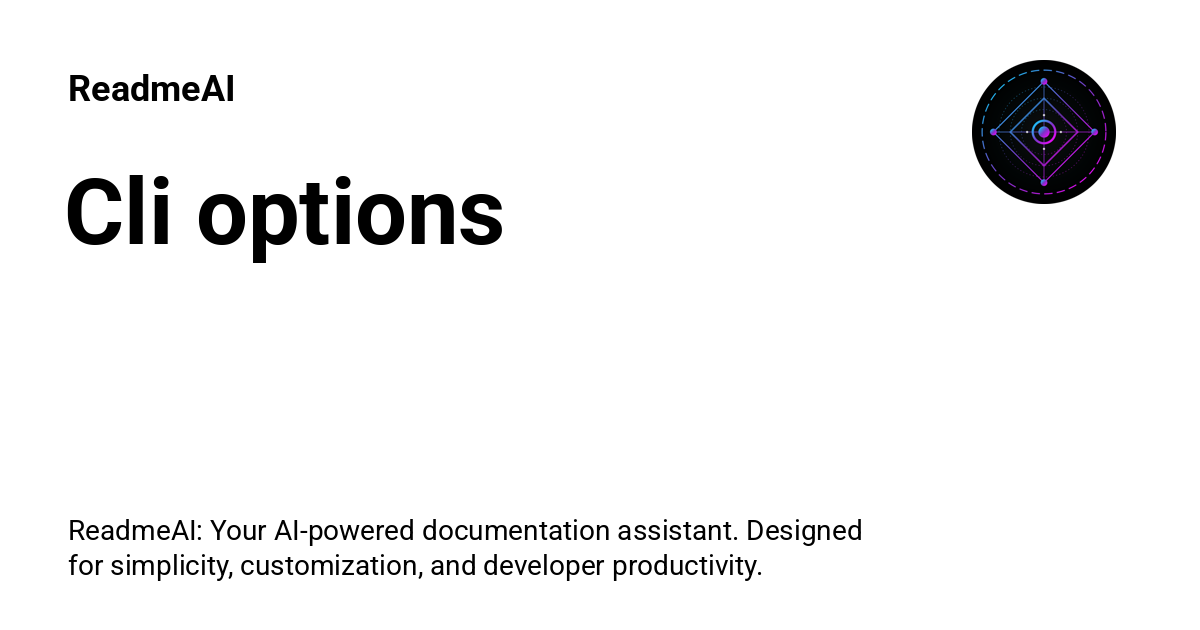 ReadmeAI
Cli options
ReadmeAI: Your AI-powered documentation assistant. Designed
for simplicity, customization, and developer productivity.